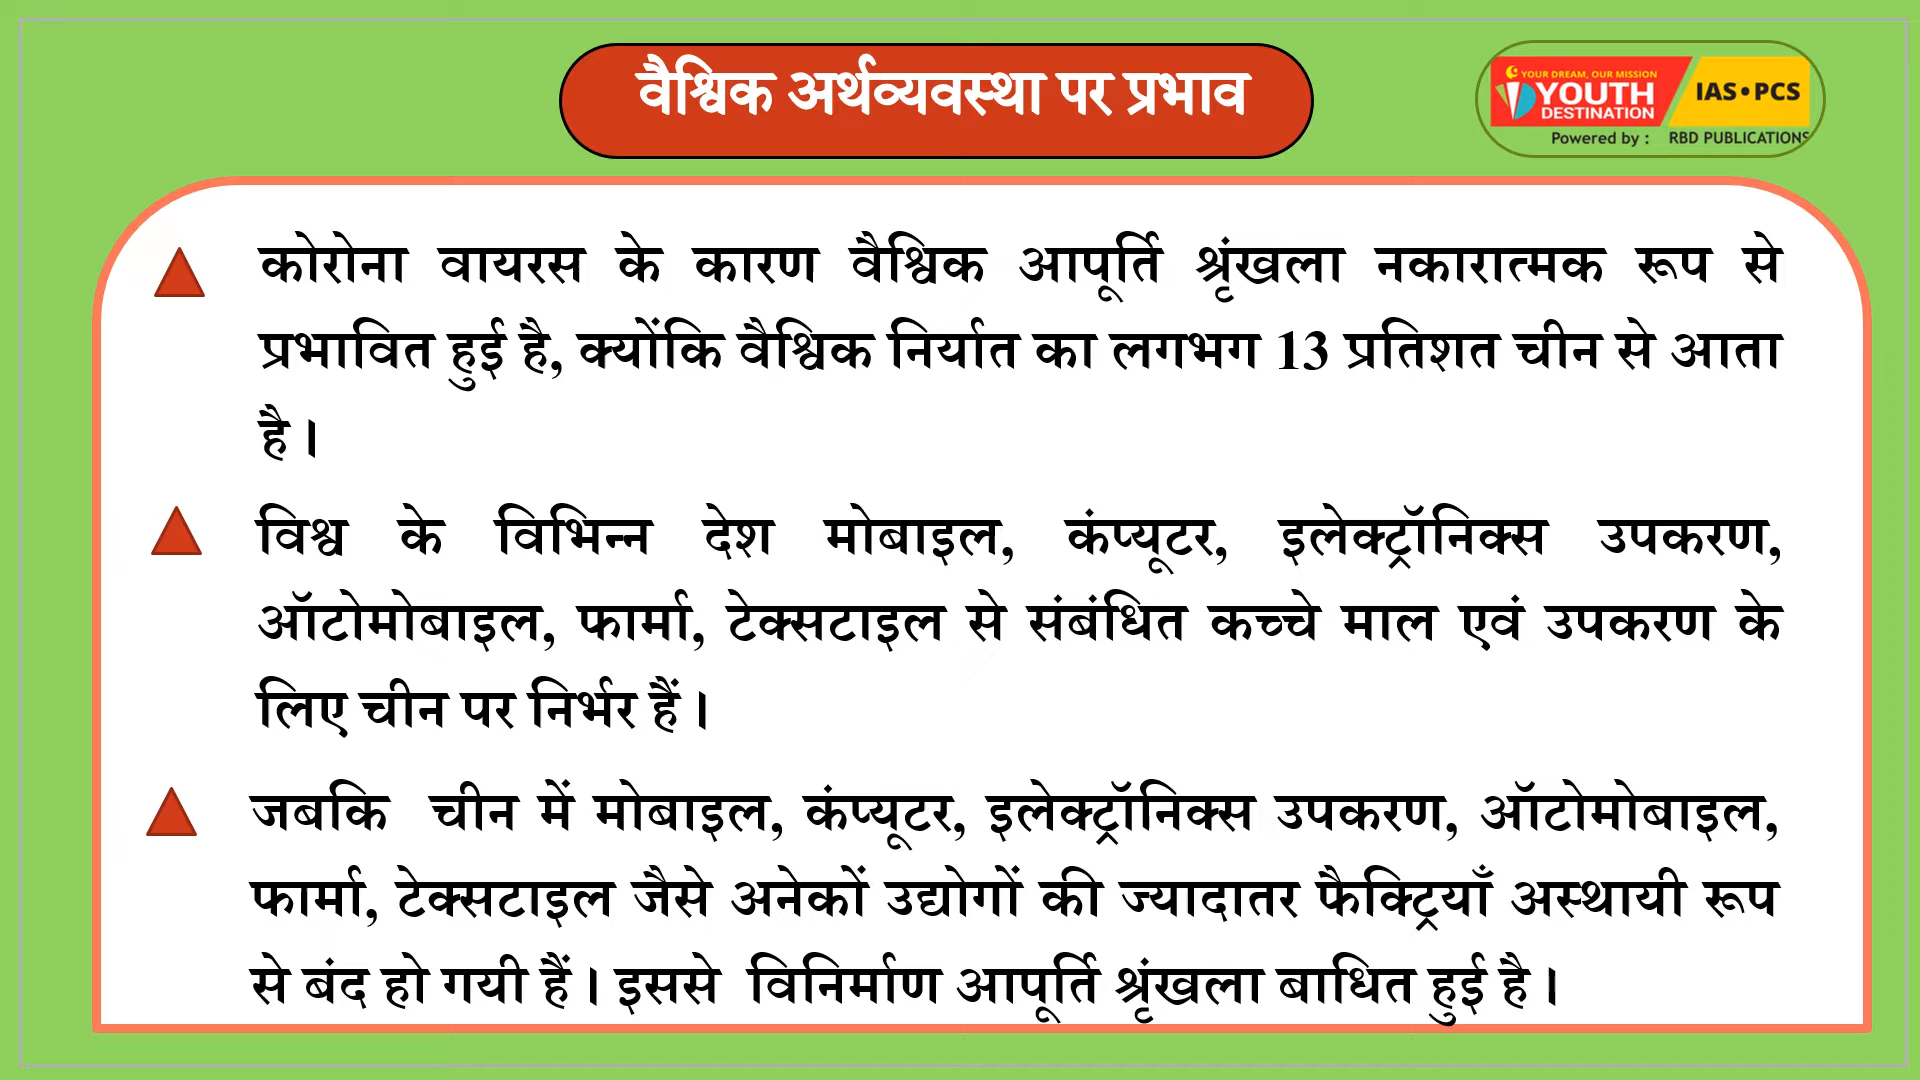 वैश्विक अर्थव्यवस्था पर प्रभाव
YOUR DREAM, OUR MISSION
YOUTH
DESTINATION
IAS•PCS
Powered by : RBD PUBLICATIONS
कोरोना वायरस के कारण वैश्विक आपूर्ति श्रृंखला नकारात्मक रूप से
प्रभावित हुई है, क्योंकि वैश्विक निर्यात का लगभग 13 प्रतिशत चीन से आता
है।
विश्व के विभिन्न देश मोबाइल, कंप्यूटर, इलेक्ट्रॉनिक्स उपकरण,
ऑटोमोबाइल, फार्मा, टेक्सटाइल से संबंधित कच्चे माल एवं उपकरण के
लिए चीन पर निर्भर हैं।
जबकि चीन में मोबाइल, कंप्यूटर, इलेक्ट्रॉनिक्स उपकरण, ऑटोमोबाइल,
फार्मा, टेक्सटाइल जैसे अनेकों उद्योगों की ज्यादातर फैक्ट्रियाँ अस्थायी रूप
से बंद हो गयी हैं। इससे विनिर्माण आपूर्ति श्रृंखला बाधित हुई है।